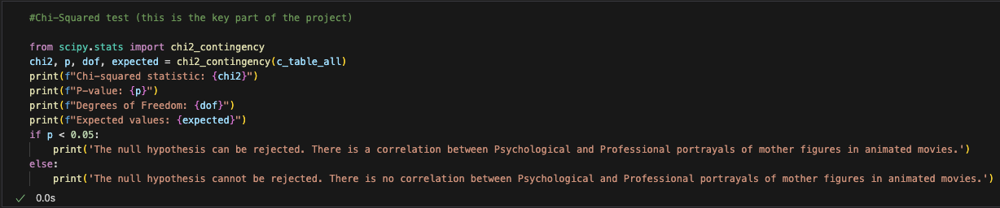 #Chi-Squared test (this is the key part of the project)
from scipy.stats import chi2_contingency
chi2, p, dof, expected = chi2_contingency(c_table_all)
print(f"Chi-squared statistic: {chi2}")
print(f"P-value: {p}")
print(f"Degrees of Freedom: {dof}")
print(f"Expected values: {expected}")
if p < 0.05:
    print('The null hypothesis can be rejected. There is a correlation between Psychological and Professional portrayals of mother figures in animated movies.')
else:
    print('The null hypothesis cannot be rejected. There is no correlation between Psychological and Professional portrayals of mother figures in animated movies.')
0.0s